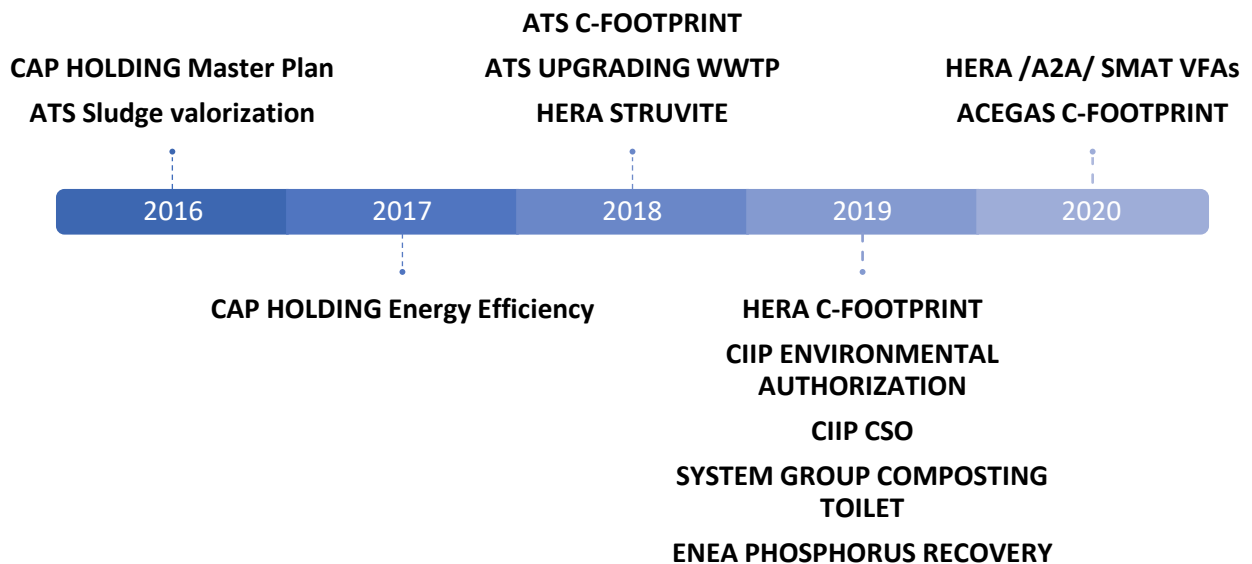 ATS C-FOOTPRINT
CAP HOLDING Master Plan
ATS UPGRADING WWTP
HERA /A2A/ SMAT VFAs
ATS Sludge valorization
HERA STRUVITE
ACEGAS C-FOOTPRINT
2016
2017
2018
2019
2020
CAP HOLDING Energy Efficiency
HERA C-FOOTPRINT
CIIP ENVIRONMENTAL
AUTHORIZATION
CIIP CSO
SYSTEM GROUP COMPOSTING
TOILET
ENEA PHOSPHORUS RECOVERY